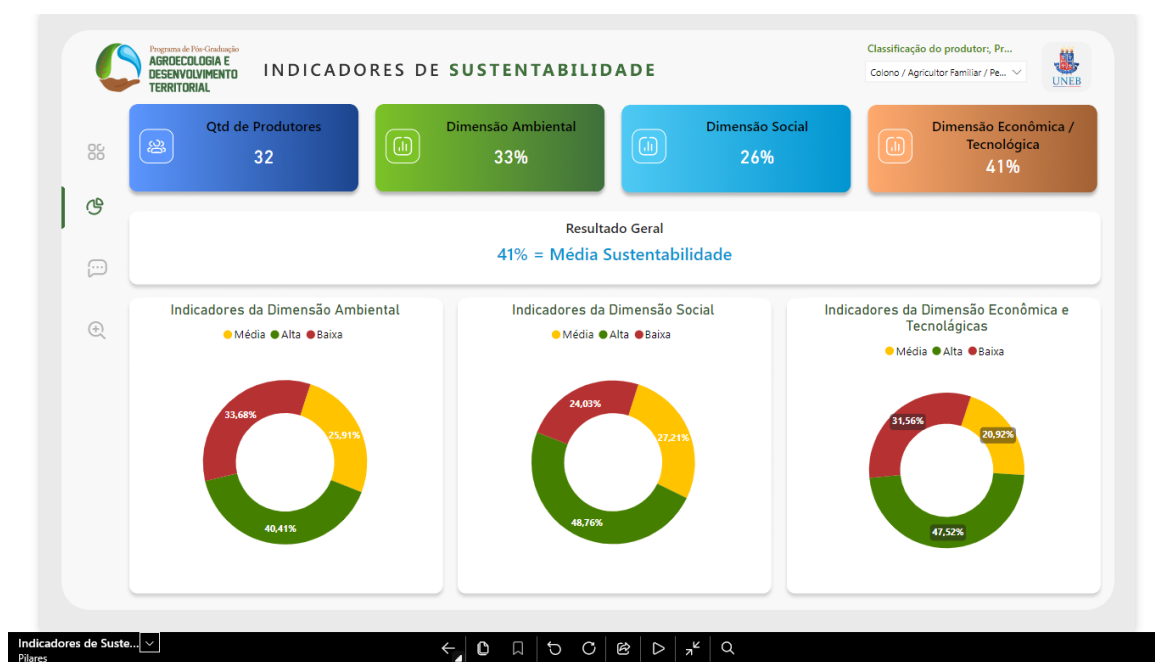 Programa de Pós-Graduação
AGROECOLOGIA E
DESENVOLVIMENTO
TERRITORIAL
INDICADORES DE SUSTENTABILIDADE
Classificação do produtor:, Pr...
Colono / Agricultor Familiar / Pe...
UNEB
Qtd de Produtores
32
Dimensão Ambiental
33%
Dimensão Social
26%
Dimensão Econômica /
Tecnológica
41%
Resultado Geral
41% = Média Sustentabilidade
Indicadores da Dimensão Ambiental
Média Alta Baixa
33,68%
25,91%
40,41%
Indicadores da Dimensão Social
Média Alta Baixa
24,03%
27,21%
48,76%
Indicadores da Dimensão Econômica e
Tecnolágicas
Média Alta Baixa
31,56%
20,92%
47,52%
Indicadores de Suste...
Pilares